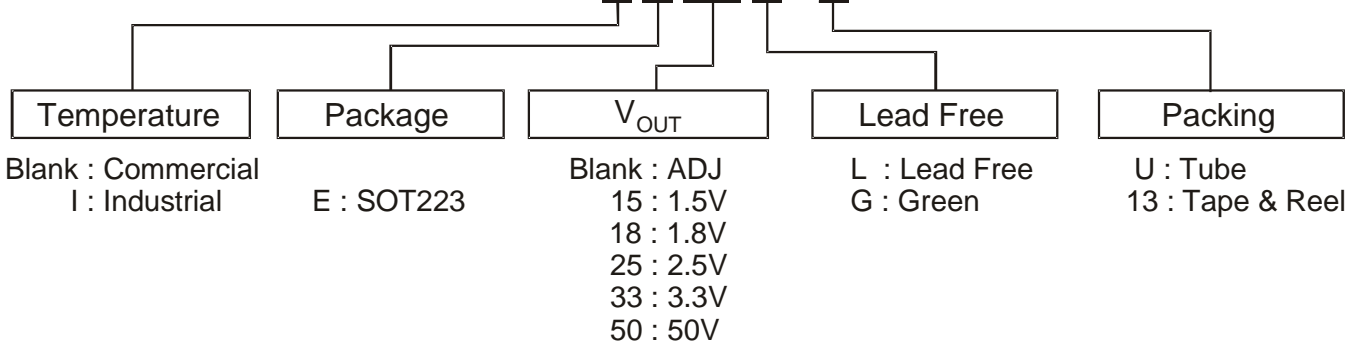 Temperature
Package
VOUT
Lead Free
Packing
Blank : Commercial
I : Industrial
E : SOT223
Blank : ADJ
15 : 1.5V
18 : 1.8V
25 : 2.5V
33 : 3.3V
50 : 50V
L : Lead Free
G : Green
U : Tube
13 : Tape & Reel